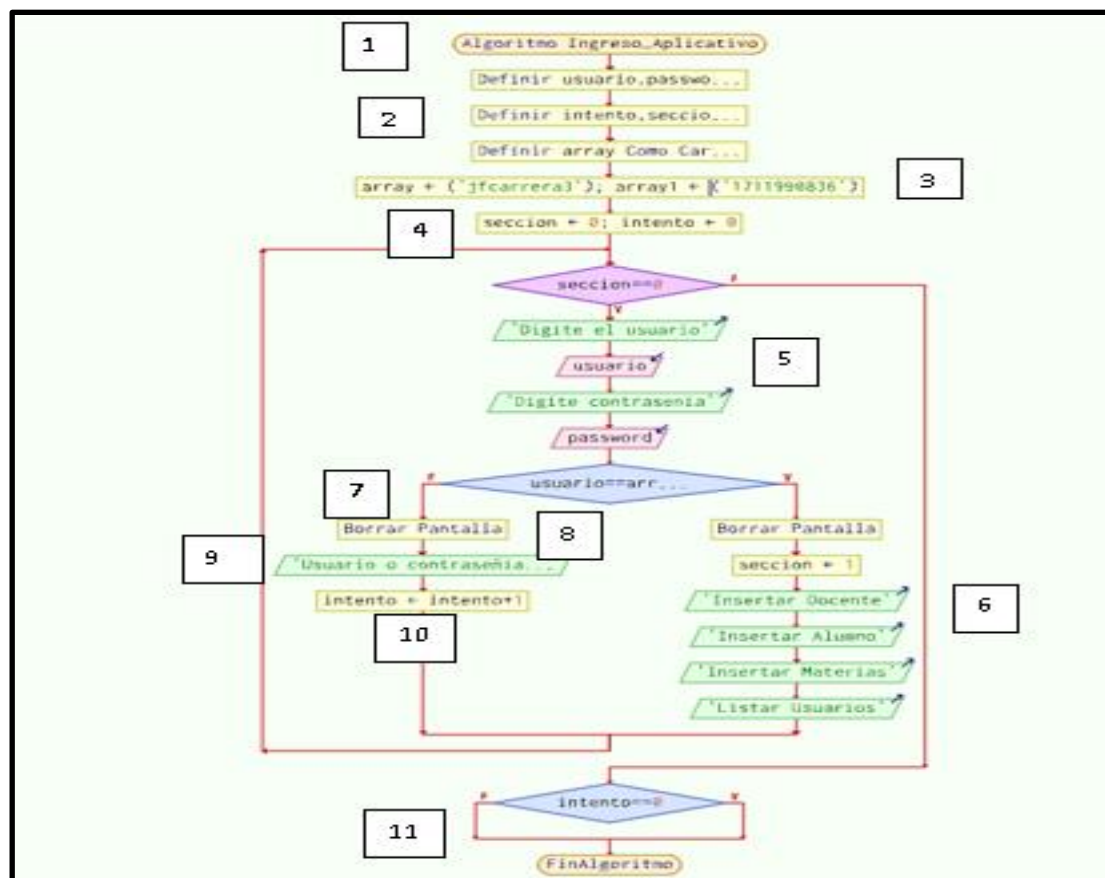 1
Algoritmo Ingreso_Aplicativo
Definir usuario,passwo...
2
Definir intento,seccio...
Definir array Como Car...
array ← ('jfcarrera3'); array1 ← ('1711990836')
3
4
seccion ← 0; intento ← 0
seccion==0
F
V
'Digite el usuario'
5
usuario
'Digite contrasenia'
password
F
usuario==arr...
V
7
Borrar Pantalla
8
Borrar Pantalla
9
'Usuario o contraseñia...
seccion ← 1
intento ← intento+1
'Insertar Docente'
6
10
'Insertar Alumno'
'Insertar Materias'
'Listar Usuarios'
F
intento==0
V
11
FinAlgoritmo